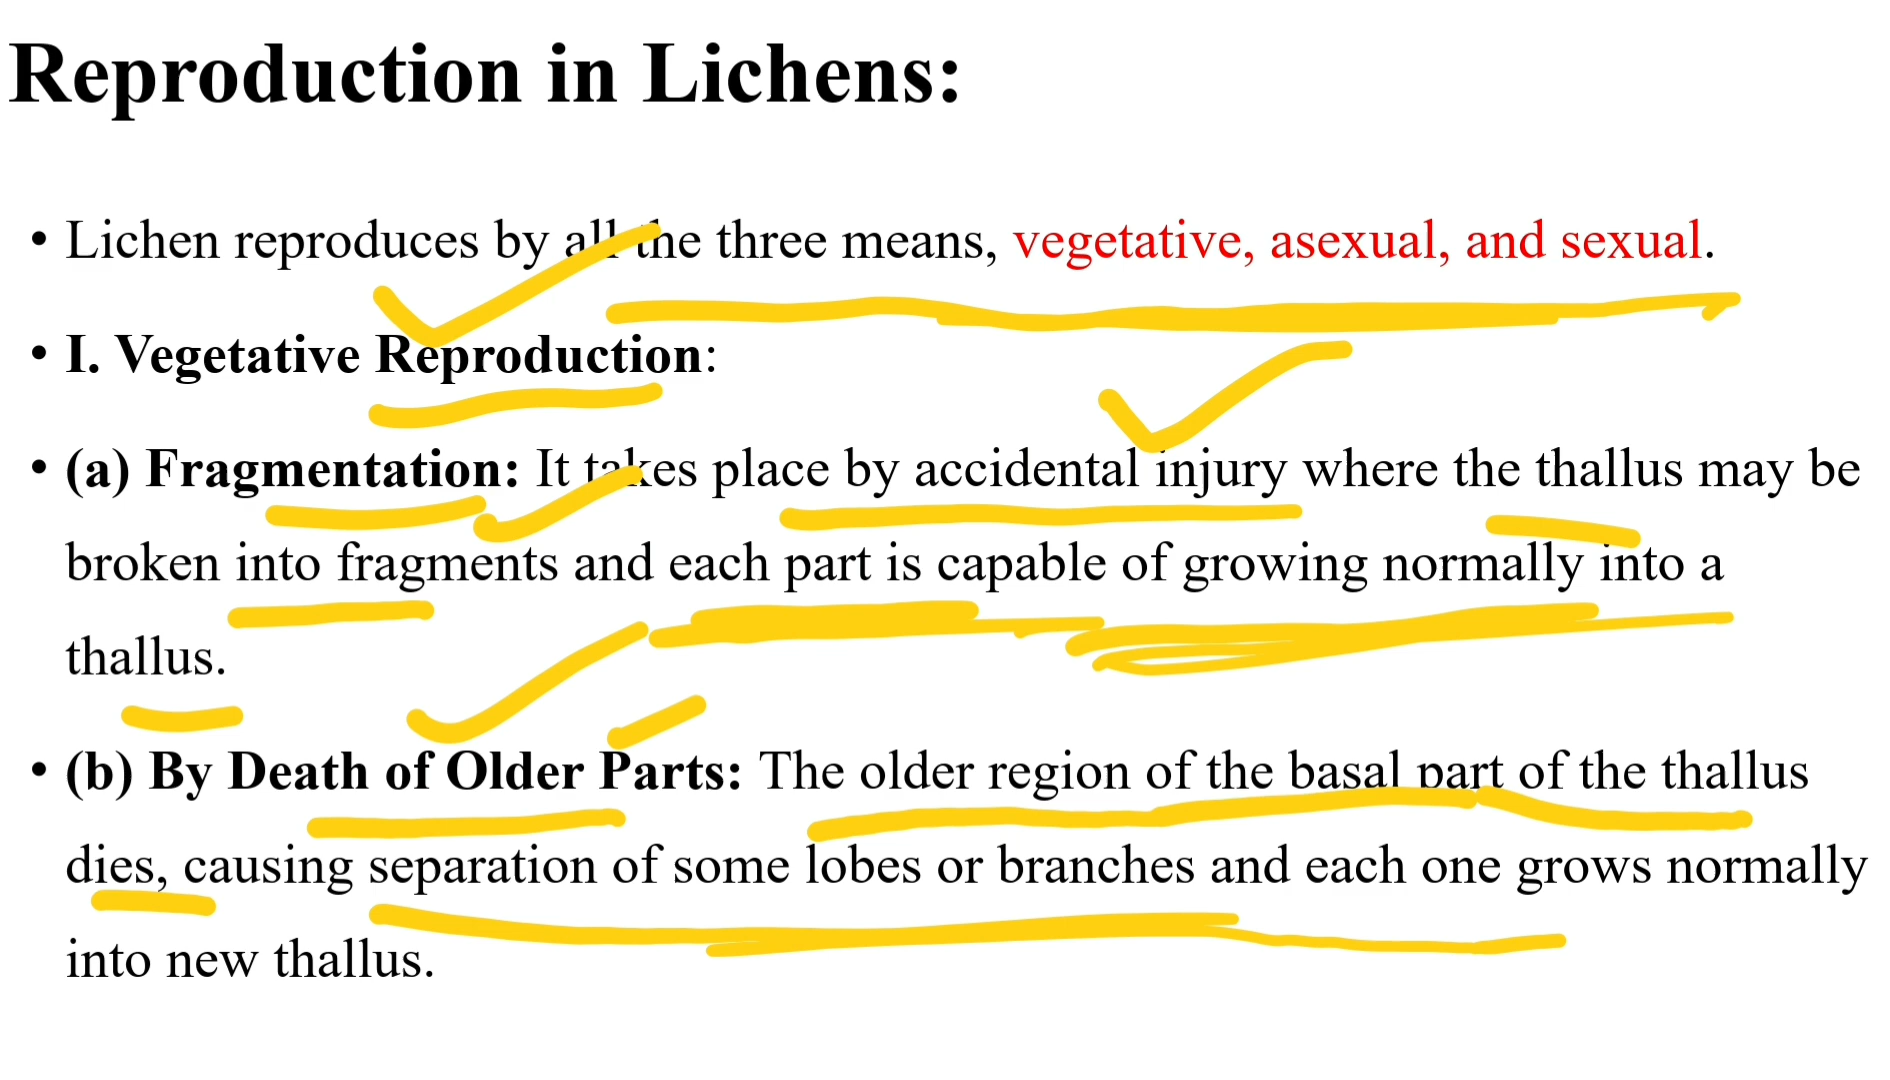 Reproduction in Lichens:
• Lichen reproduces by all the three means, vegetative, asexual, and sexual.
• I. Vegetative Reproduction:
• (a) Fragmentation: It takes place by accidental injury where the thallus may be
broken into fragments and each part is capable of growing normally into a
thallus.
• (b) By Death of Older Parts: The older region of the basal part of the thallus
dies, causing separation of some lobes or branches and each one grows normally
into new thallus.